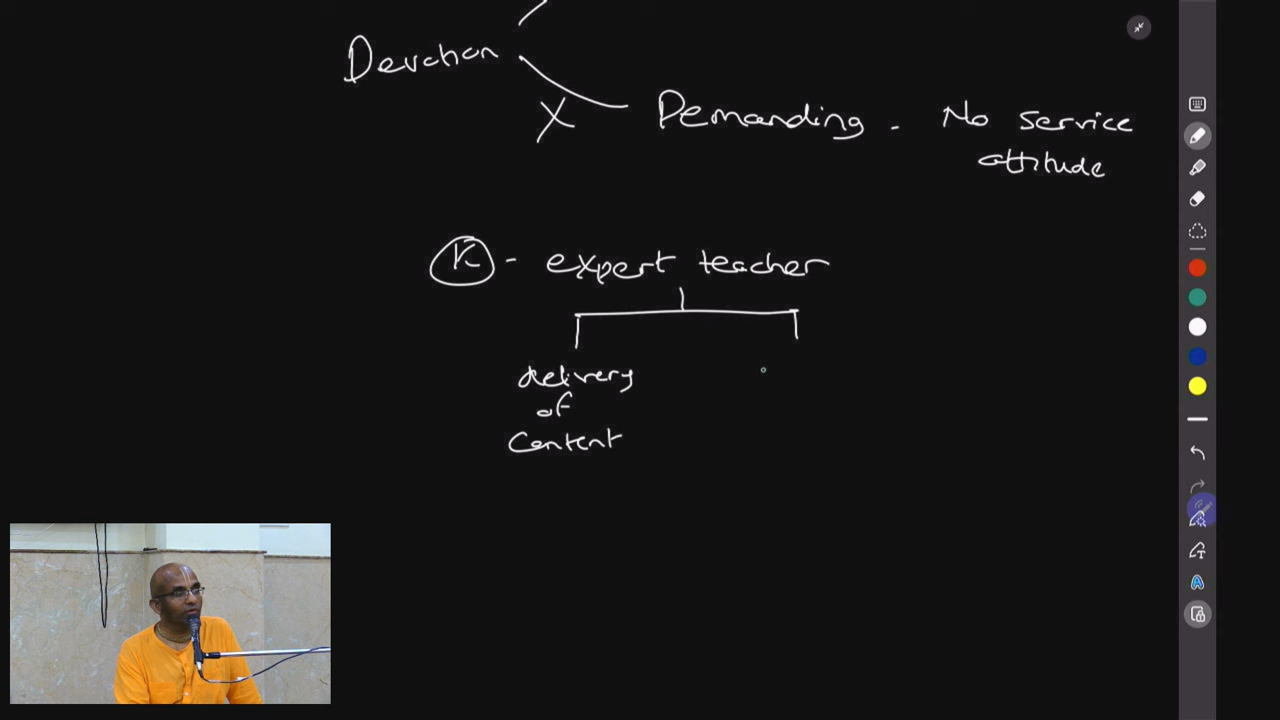 Devotion
X Demanding - No service
attitude
K - expert teacher
delivery
of
Content